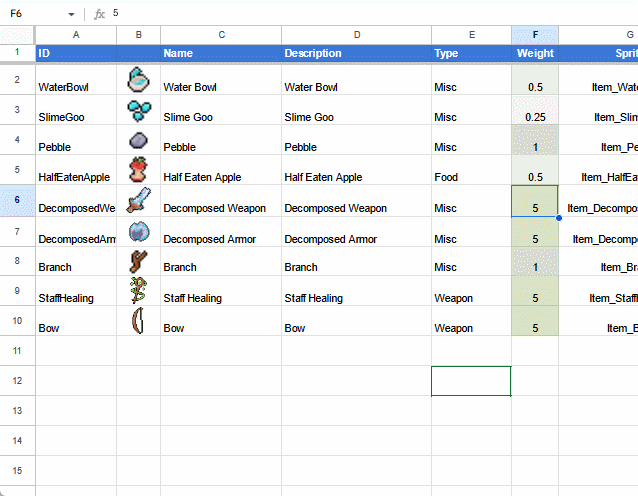 F6 fx 5
A B C D E F G
1 ID Name Description Type Weight Sprit
2 WaterBowl Water Bowl Water Bowl Misc 0.5 Item_Wate
3 SlimeGoo Slime Goo Slime Goo Misc 0.25 Item_Slim
4 Pebble Pebble Pebble Misc 1 Item_Pe
5 HalfEatenApple Half Eaten Apple Half Eaten Apple Food 0.5 Item_HalfEa
6 DecomposedWe Decomposed Weapon Decomposed Weapon Misc 5 Item_Decompos
7 DecomposedArm Decomposed Armor Decomposed Armor Misc 5 Item_Decomp
8 Branch Branch Branch Misc 1 Item_Bra
9 StaffHealing Staff Healing Staff Healing Weapon 5 Item_Staff
10 Bow Bow Bow Weapon 5 Item_B
11
12
13
14
15